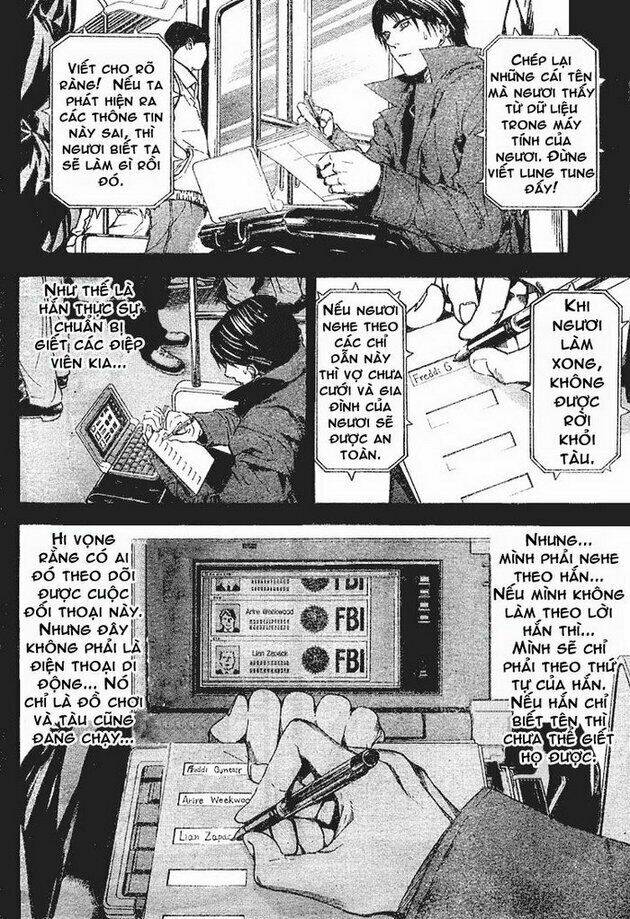 CHÉP LẠI
NHỮNG CÁI TÊN
MÀ NGƯƠI THẤY
TỪ DỮ LIỆU
TRONG MÁY
TÍNH CỦA
NGƯƠI. ĐỪNG
VIẾT LUNG TUNG
ĐẤY!
VIẾT CHO RÕ
RÀNG! NẾU TA
PHÁT HIỆN RA
CÁC THÔNG TIN
NÀY SAI, THÌ
NGƯƠI BIẾT TA
SẼ LÀM GÌ RỒI
ĐÓ.
KHI
NGƯƠI
LÀM
XONG,
KHÔNG
ĐƯỢC
RỜI
KHỎI
TÀU.
Freddi G
NẾU NGƯƠI
NGHE THEO
CÁC CHỈ
DẪN NÀY
THÌ VỢ CHƯA
CƯỚI VÀ GIA
ĐÌNH CỦA
NGƯƠI SẼ
ĐƯỢC AN
TOÀN.
NHƯ THẾ LÀ
HẮN THỰC SỰ
CHUẨN BỊ
GIẾT CÁC ĐIỆP
VIÊN KIA...
NHƯNG...
MÌNH PHẢI NGHE
THEO HẮN...
NẾU MÌNH KHÔNG
LÀM THEO LỜI
HẮN THÌ...
MÌNH SẼ CHỈ
PHẢI THEO THỨ
TỰ CỦA HẮN.
NẾU HẮN CHỈ
BIẾT TÊN THÌ
CHƯA THỂ GIẾT
HỌ ĐƯỢC.
FBI
Arire Weekwood
FBI
Lian Zapack
FBI
HI VỌNG
RẰNG CÓ AI
ĐÓ THEO DÕI
ĐƯỢC CUỘC
ĐỐI THOẠI NÀY.
NHƯNG ĐÂY
KHÔNG PHẢI LÀ
ĐIỆN THOẠI DI
ĐỘNG... NÓ
CHỈ LÀ ĐỒ CHƠI
VÀ TÀU CŨNG
ĐANG CHẠY...
Freddi
Arire Weekwoo
Lian Zapac